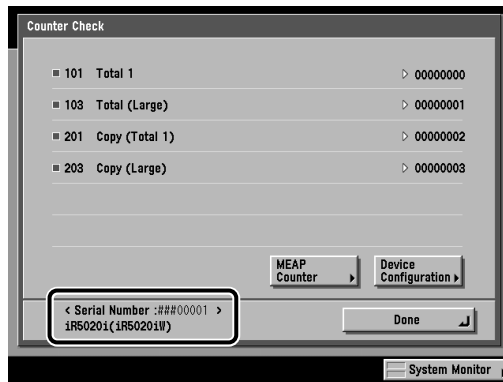 Counter Check
101 Total 1 00000000
103 Total (Large) 00000001
201 Copy (Total 1) 00000002
203 Copy (Large) 00000003
MEAP
Counter
Device
Configuration
< Serial Number :###00001 >
iR5020i(iR5020iW)
Done
System Monitor